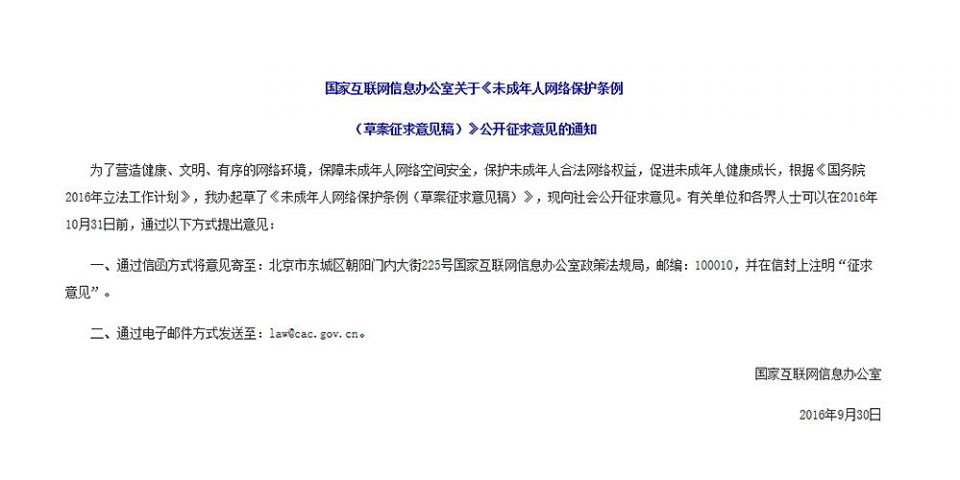 国家互联网信息办公室关于《未成年人网络保护条例
（草案征求意见稿）》公开征求意见的通知
为了营造健康、文明、有序的网络环境，保障未成年人网络空间安全，保护未成年人合法网络权益，促进未成年人健康成长，根据《国务院
2016年立法工作计划》，我办起草了《未成年人网络保护条例（草案征求意见稿）》，现向社会公开征求意见。有关单位和各界人士可以在2016年
10月31日前，通过以下方式提出意见：
一、通过信函方式将意见寄至：北京市东城区朝阳门内大街225号国家互联网信息办公室政策法规局，邮编：100010，并在信封上注明“征求
意见”。
二、通过电子邮件方式发送至：law@cac.gov.cn。
国家互联网信息办公室
2016年9月30日